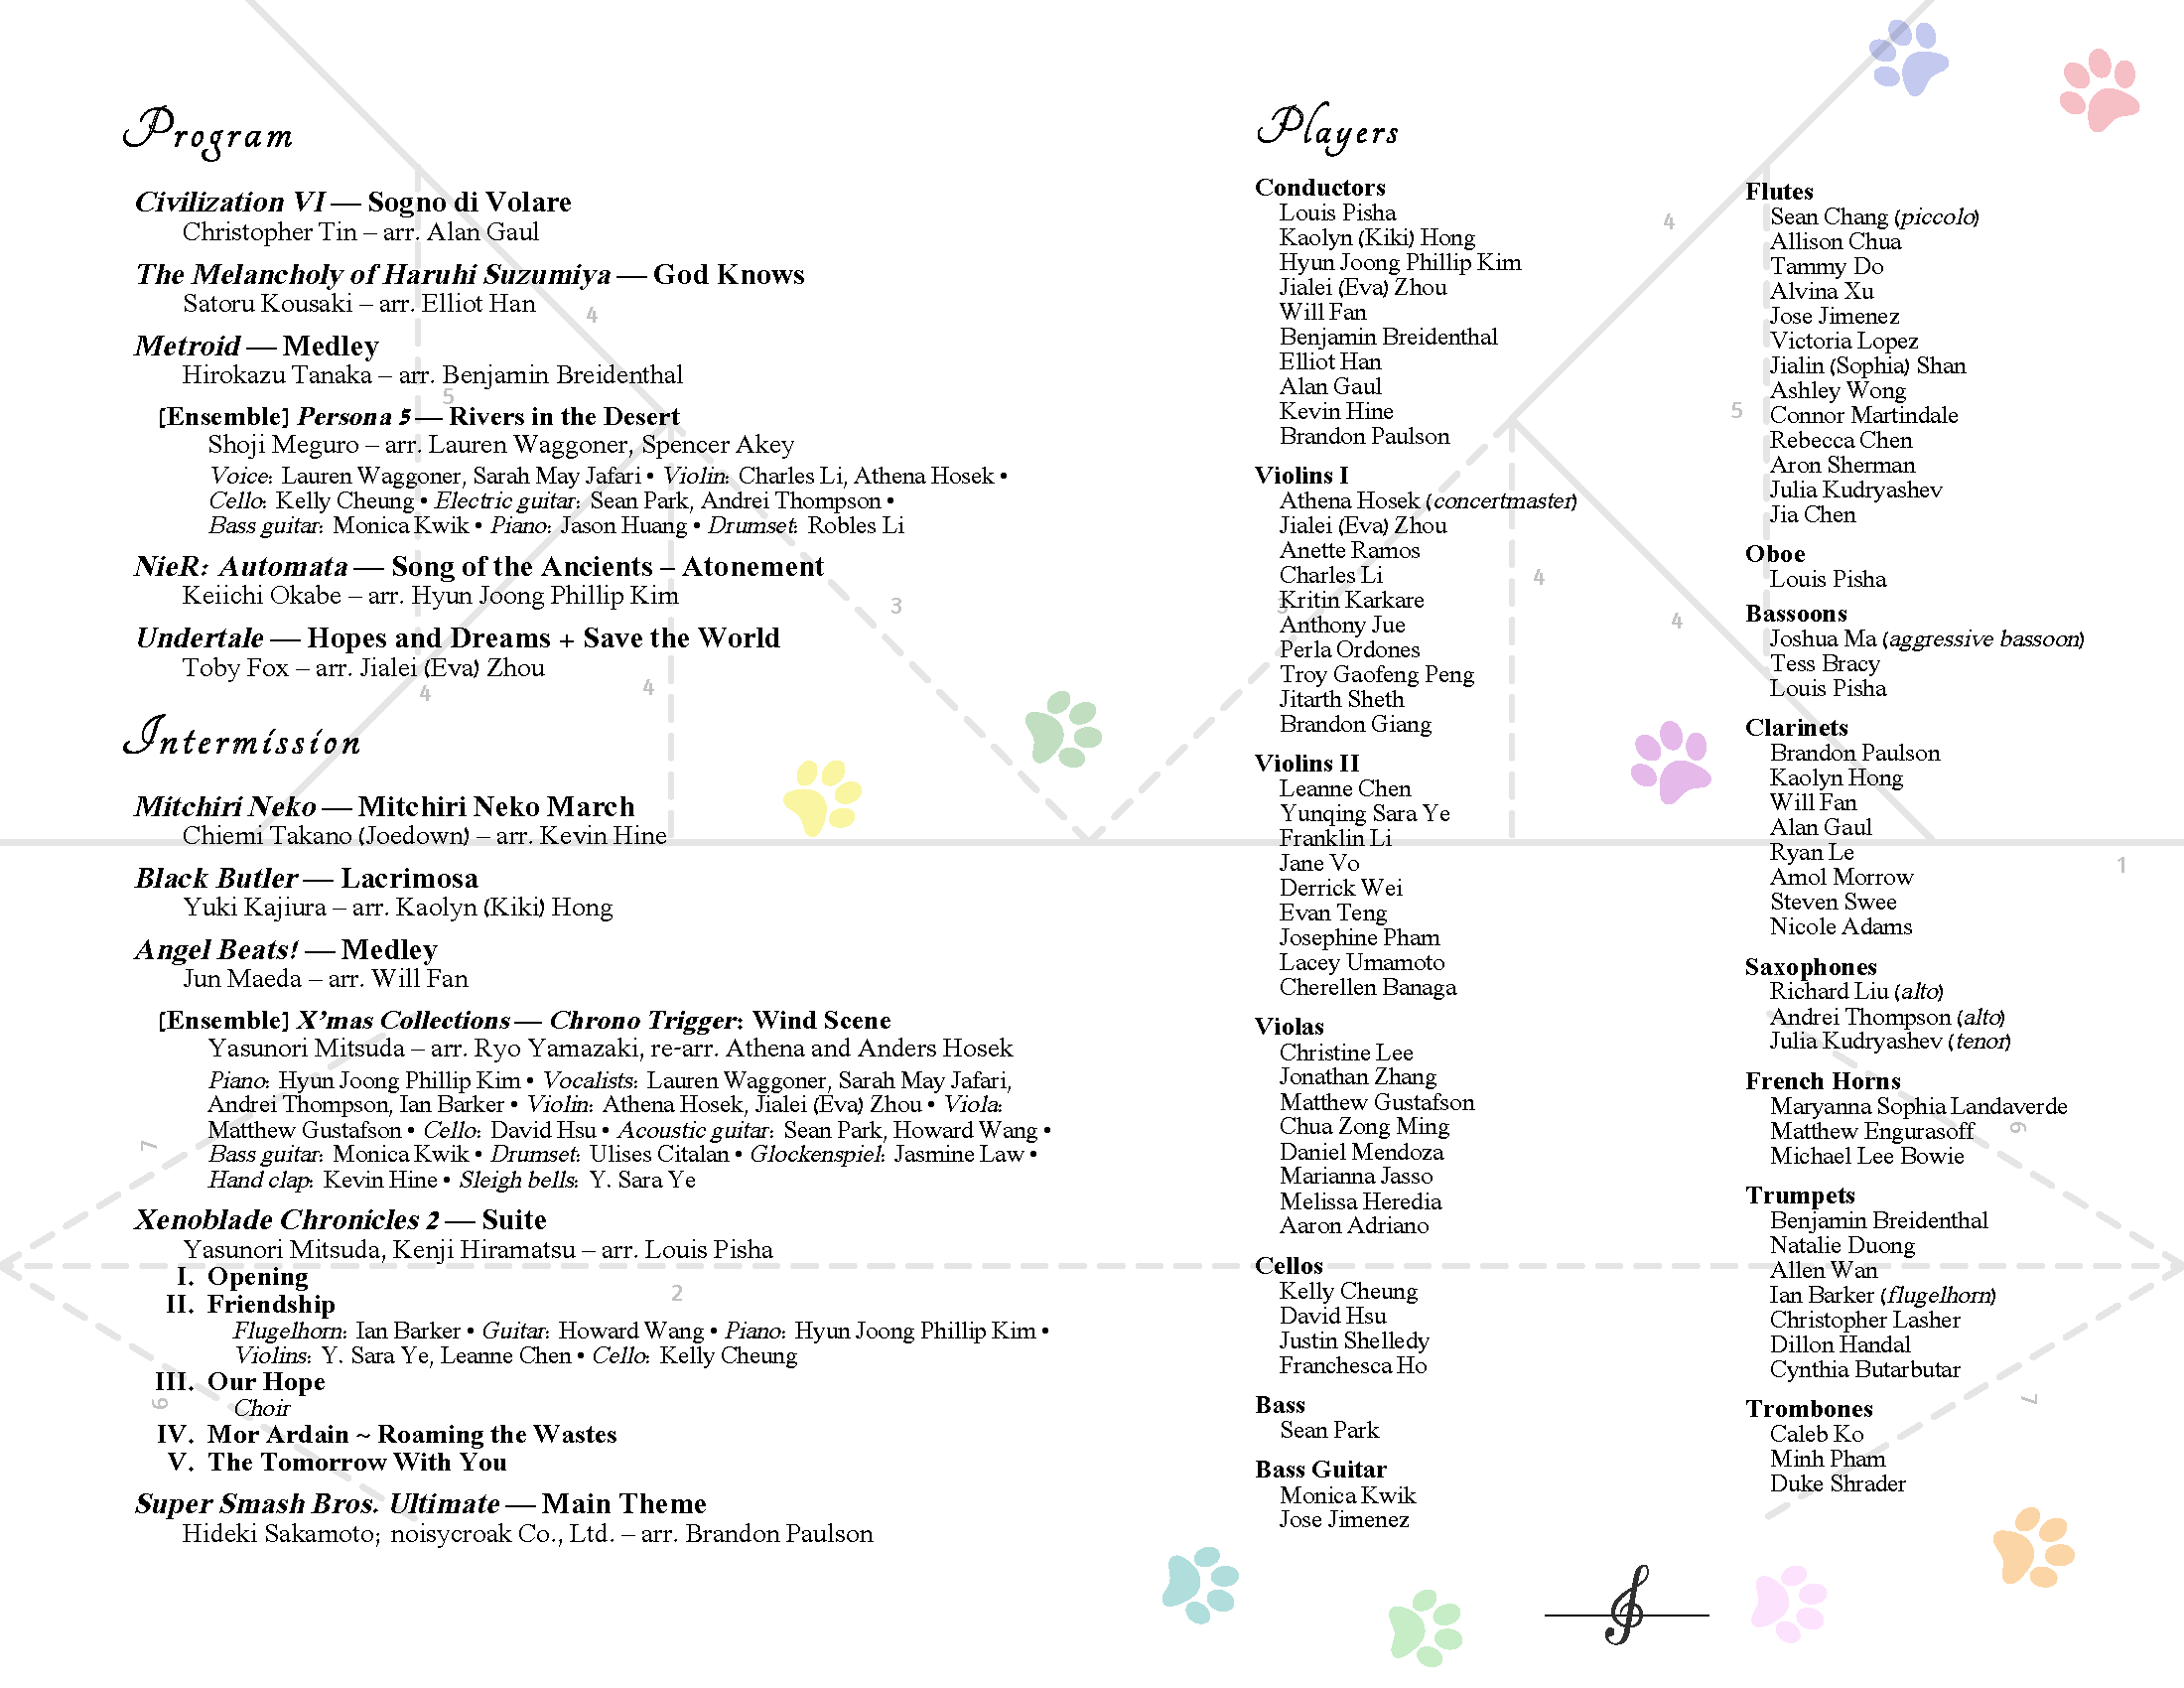 Program
Civilization VI — Sogno di Volare
Christopher Tin – arr. Alan Gaul
The Melancholy of Haruhi Suzumiya — God Knows
Satoru Kousaki – arr. Elliot Han
4
Metroid — Medley
Hirokazu Tanaka – arr. Benjamin Breidenthal
5
[Ensemble] Persona 5 — Rivers in the Desert
Shoji Meguro – arr. Lauren Waggoner, Spencer Akey
Voice: Lauren Waggoner, Sarah May Jafari • Violin: Charles Li, Athena Hosek •
Cello: Kelly Cheung • Electric guitar: Sean Park, Andrei Thompson •
Bass guitar: Monica Kwik • Piano: Jason Huang • Drumset: Robles Li
NieR: Automata — Song of the Ancients – Atonement
Keiichi Okabe – arr. Hyun Joong Phillip Kim
3
Undertale — Hopes and Dreams + Save the World
Toby Fox – arr. Jialei (Eva) Zhou
4
4
Intermission
Mitchiri Neko — Mitchiri Neko March
Chiemi Takano (Joedown) – arr. Kevin Hine
Black Butler — Lacrimosa
Yuki Kajiura – arr. Kaolyn (Kiki) Hong
Angel Beats! — Medley
Jun Maeda – arr. Will Fan
[Ensemble] X'mas Collections — Chrono Trigger: Wind Scene
Yasunori Mitsuda – arr. Ryo Yamazaki, re-arr. Athena and Anders Hosek
Piano: Hyun Joong Phillip Kim • Vocalists: Lauren Waggoner, Sarah May Jafari,
Andrei Thompson, Ian Barker • Violin: Athena Hosek, Jialei (Eva) Zhou • Viola:
Matthew Gustafson • Cello: David Hsu • Acoustic guitar: Sean Park, Howard Wang •
7
Bass guitar: Monica Kwik • Drumset: Ulises Citalan • Glockenspiel: Jasmine Law •
Hand clap: Kevin Hine • Sleigh bells: Y. Sara Ye
Xenoblade Chronicles 2 — Suite
Yasunori Mitsuda, Kenji Hiramatsu – arr. Louis Pisha
I. Opening
2
II. Friendship
Flugelhorn: Ian Barker • Guitar: Howard Wang • Piano: Hyun Joong Phillip Kim •
Violins: Y. Sara Ye, Leanne Chen • Cello: Kelly Cheung
III. Our Hope
6
Choir
IV. Mor Ardain ~ Roaming the Wastes
V. The Tomorrow With You
Super Smash Bros. Ultimate — Main Theme
Hideki Sakamoto; noisycroak Co., Ltd. – arr. Brandon Paulson
Players
Conductors
Louis Pisha
Kaolyn (Kiki) Hong
Hyun Joong Phillip Kim
Jialei (Eva) Zhou
Will Fan
Benjamin Breidenthal
Elliot Han
Alan Gaul
Kevin Hine
Brandon Paulson
Violins I
Athena Hosek (concertmaster)
Jialei (Eva) Zhou
Anette Ramos
Charles Li
4
Kritin Karkare
3
Anthony Jue
Perla Ordones
Troy Gaofeng Peng
Jitarth Sheth
Brandon Giang
Violins II
Leanne Chen
Yunqing Sara Ye
Franklin Li
Jane Vo
Derrick Wei
Evan Teng
Josephine Pham
Lacey Umamoto
Cherellen Banaga
Violas
Christine Lee
Jonathan Zhang
Matthew Gustafson
Chua Zong Ming
Daniel Mendoza
Marianna Jasso
Melissa Heredia
Aaron Adriano
Cellos
Kelly Cheung
David Hsu
Justin Shelledy
Franchesca Ho
Bass
Sean Park
Bass Guitar
Monica Kwik
Jose Jimenez
Flutes
Sean Chang (piccolo)
4
Allison Chua
Tammy Do
Alvina Xu
Jose Jimenez
Victoria Lopez
Jialin (Sophia) Shan
Ashley Wong
5
Connor Martindale
Rebecca Chen
Aron Sherman
Julia Kudryashev
Jia Chen
Oboe
Louis Pisha
Bassoons
4
Joshua Ma (aggressive bassoon)
Tess Bracy
Louis Pisha
Clarinets
Brandon Paulson
Kaolyn Hong
Will Fan
Alan Gaul
Ryan Le
1
Amol Morrow
Steven Swee
Nicole Adams
Saxophones
Richard Liu (alto)
Andrei Thompson (alto)
Julia Kudryashev (tenor)
French Horns
Maryanna Sophia Landaverde
Matthew Engurasoff
6
Michael Lee Bowie
Trumpets
Benjamin Breidenthal
Natalie Duong
Allen Wan
Ian Barker (flugelhorn)
Christopher Lasher
Dillon Handal
Cynthia Butarbutar
7
Trombones
Caleb Ko
Minh Pham
Duke Shrader